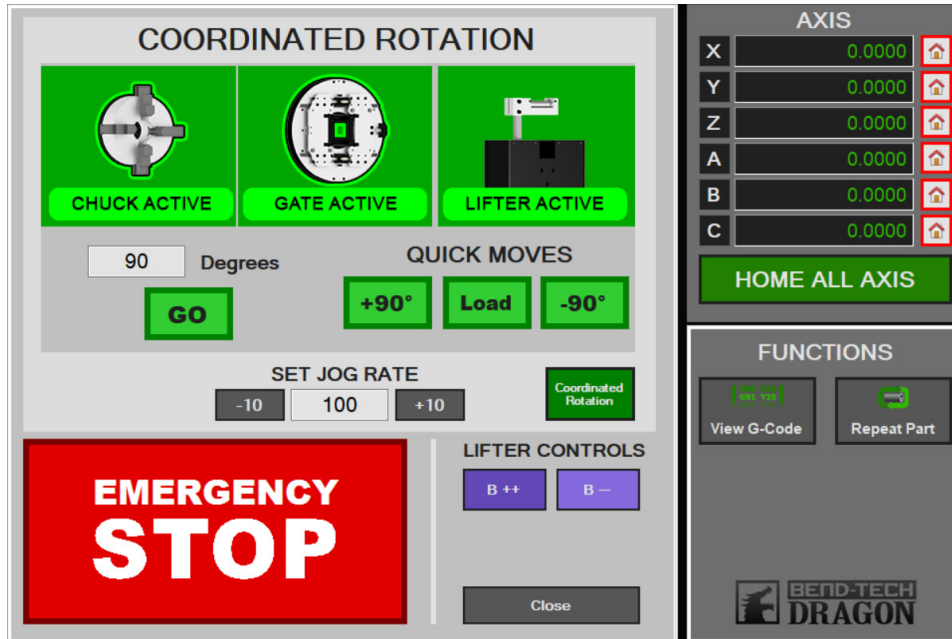 COORDINATED ROTATION
CHUCK ACTIVE
GATE ACTIVE
LIFTER ACTIVE
90 Degrees
GO
QUICK MOVES
+90°
Load
-90°
SET JOG RATE
-10
100
+10
Coordinated
Rotation
EMERGENCY
STOP
LIFTER CONTROLS
B ++
B —
Close
AXIS
X 0.0000
Y 0.0000
Z 0.0000
A 0.0000
B 0.0000
C 0.0000
HOME ALL AXIS
FUNCTIONS
G91 Y25
View G-Code
Repeat Part
BEND-TECH
DRAGON